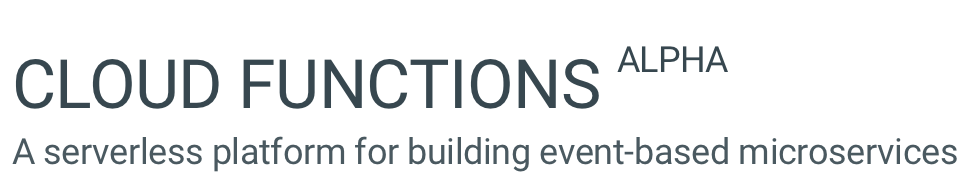 CLOUD FUNCTIONS ALPHA
A serverless platform for building event-based microservices